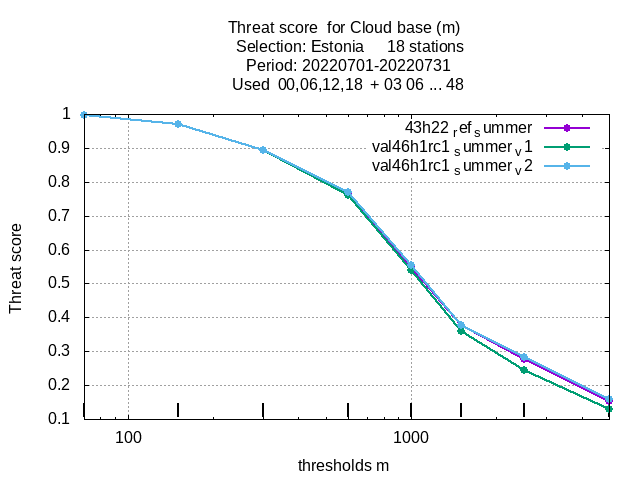 Threat score  for Cloud base (m)
Selection: Estonia     18 stations
Period: 20220701-20220731
Used  00,06,12,18  + 03 06 ... 48
43h22 ref summer
val46h1rc1 summer v1
val46h1rc1 summer v2
1
0.9
0.8
0.7
0.6
0.5
0.4
0.3
0.2
0.1
Threat score
100
1000
thresholds m